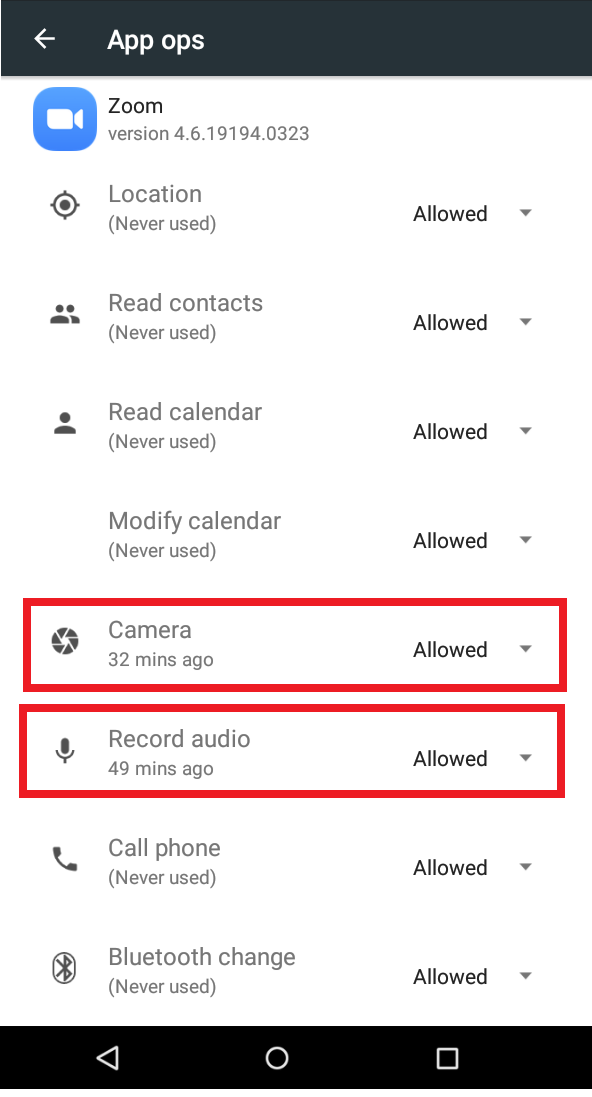 App ops
Zoom
version 4.6.19194.0323
Location
(Never used)
Allowed
Read contacts
(Never used)
Allowed
Read calendar
(Never used)
Allowed
Modify calendar
(Never used)
Allowed
Camera
32 mins ago
Allowed
Record audio
49 mins ago
Allowed
Call phone
(Never used)
Allowed
Bluetooth change
(Never used)
Allowed